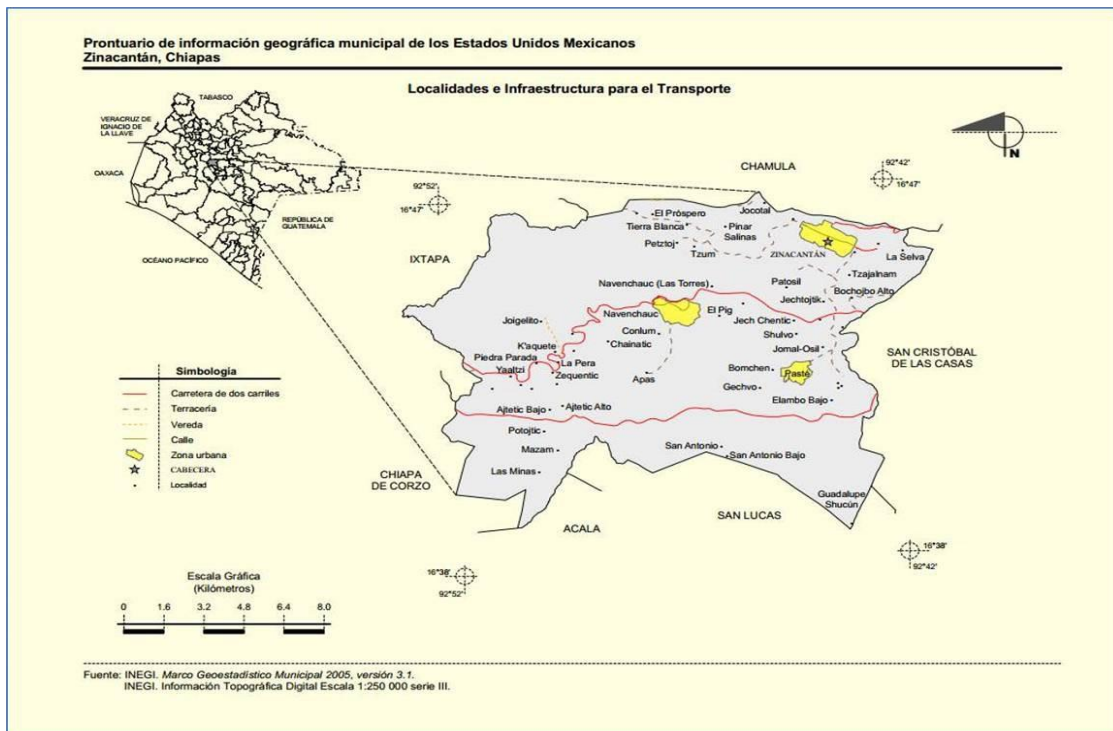 Prontuario de información geográfica municipal de los Estados Unidos Mexicanos
Zinacantán, Chiapas
Localidades e Infraestructura para el Transporte
TABASCO
VERACRUZ DE
IGNACIO DE
LA LLAVE
OAXACA
REPÚBLICA DE
GUATEMALA
OCÉANO PACÍFICO
N
92°52'
16°47'
92°42'
16°47'
CHAMULA
IXTAPA
El Próspero
Jocotal
Tierra Blanca
Pinar
Salinas
Petztoj
Tzum
ZINACANTÁN
La Selva
Tzajalnam
Navenchauc (Las Torres)
Patosil
Bochojbo Alto
Jechtojtik
Navenchauc
El Pig
Joigelito
Jech Chentic
Conlum
Shulvo
Chainatic
K'aquete
Jomal-Osil
SAN CRISTÓBAL
DE LAS CASAS
Piedra Parada
La Pera
Yaaltzi
Zequentic
Apas
Bomchen
Pasté
Gechvo
Elambo Bajo
Ajtetic Bajo
Ajtetic Alto
Potojtic
Mazam
San Antonio
San Antonio Bajo
Las Minas
CHIAPA
DE CORZO
Guadalupe
Shucún
ACALA
SAN LUCAS
16°38'
92°52'
16°38'
92°42'
Simbología
Carretera de dos carriles
Terracería
Vereda
Calle
Zona urbana
CABECERA
Localidad
Escala Gráfica
(Kilómetros)
0 1.6 3.2 4.8 6.4 8.0
Fuente: INEGI. Marco Geoestadístico Municipal 2005, versión 3.1.
INEGI. Información Topográfica Digital Escala 1:250 000 serie III.